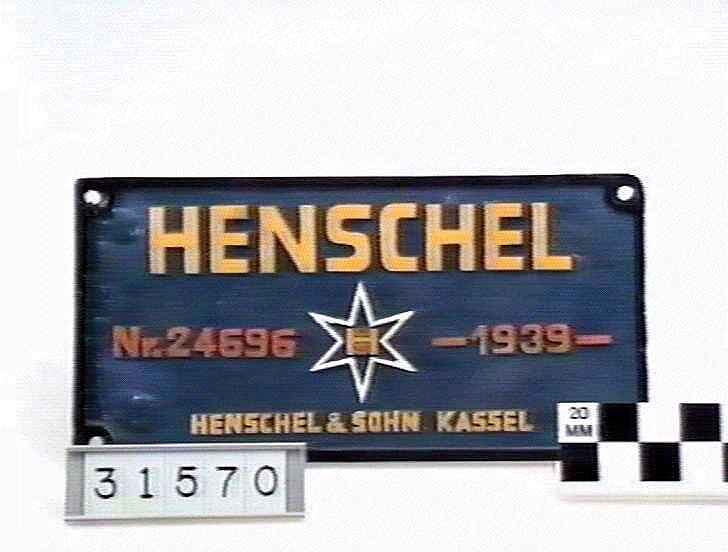 HENSCHEL
Nr. 24696 H —1939—
HENSCHEL & SOHN KASSEL
20
MM
31570